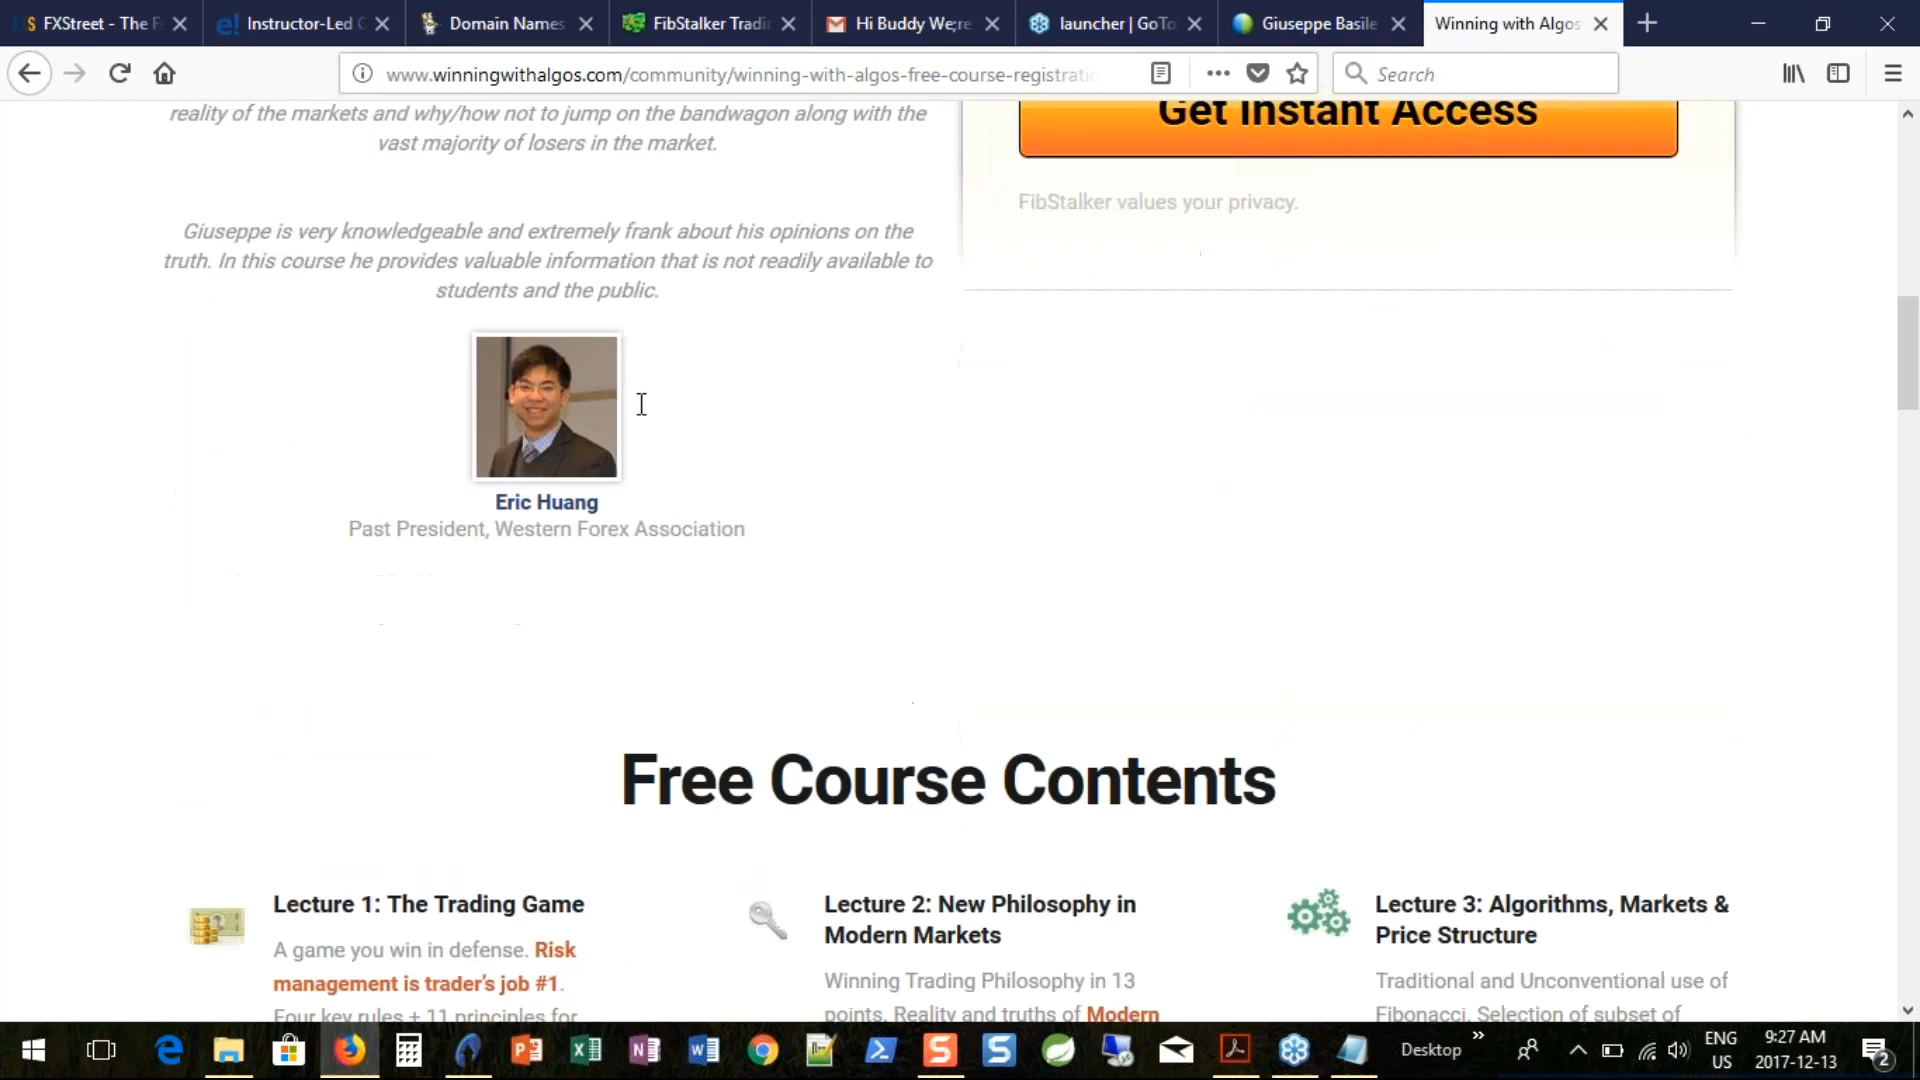 FXStreet - The F
Instructor-Led C
Domain Names
FibStalker Tradin
Hi Buddy We;re
launcher | GoTo
Giuseppe Basile
Winning with Algos
www.winningwithalgos.com/community/winning-with-algos-free-course-registratio
Search
reality of the markets and why/how not to jump on the bandwagon along with the
vast majority of losers in the market.
Giuseppe is very knowledgeable and extremely frank about his opinions on the
truth. In this course he provides valuable information that is not readily available to
students and the public.
Eric Huang
Past President, Western Forex Association
Get Instant Access
FibStalker values your privacy.
Free Course Contents
Lecture 1: The Trading Game
A game you win in defense. Risk
management is trader's job #1.
Four key rules + 11 principles for
Lecture 2: New Philosophy in
Modern Markets
Winning Trading Philosophy in 13
points. Reality and truths of Modern
Lecture 3: Algorithms, Markets &
Price Structure
Traditional and Unconventional use of
Fibonacci. Selection of subset of
Desktop
ENG
US
9:27 AM
2017-12-13
2